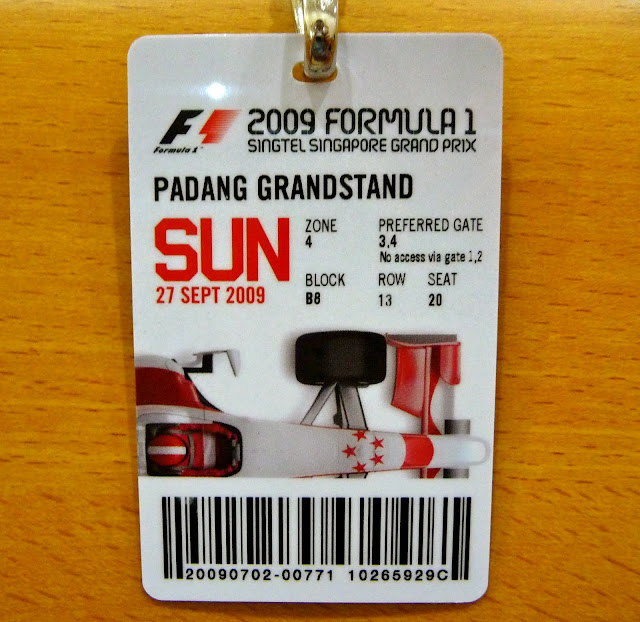 F1 2009 FORMULA 1
Formula 1™ SINGTEL SINGAPORE GRAND PRIX
PADANG GRANDSTAND
SUN
27 SEPT 2009
ZONE PREFERRED GATE
4 3,4
No access via gate 1,2
BLOCK ROW SEAT
B8 13 20
20090702-00771 10265929C